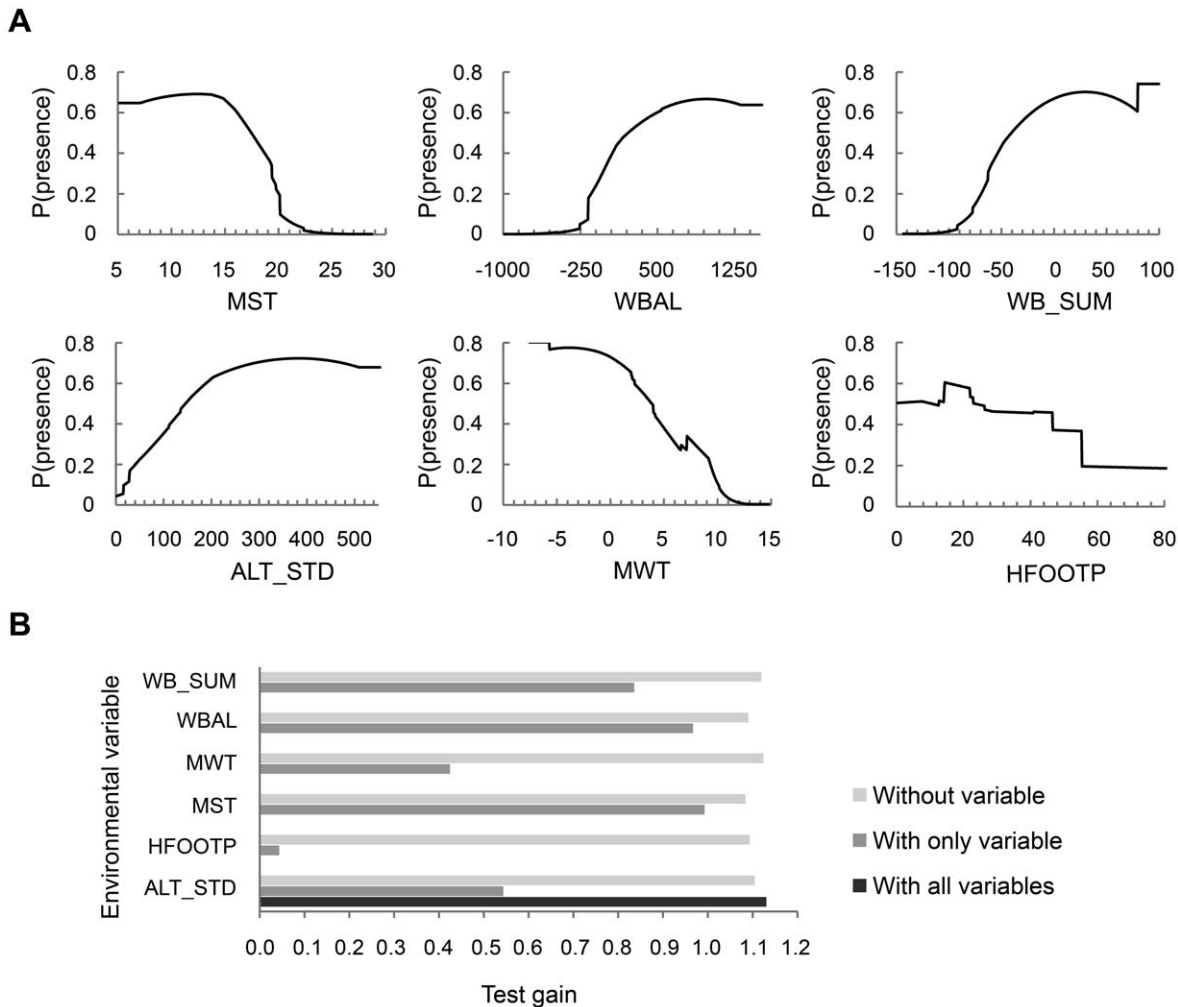 A
P(presence)
0.8
0.6
0.4
0.2
0
5 10 15 20 25 30
MST
P(presence)
0.8
0.6
0.4
0.2
0
-1000 -250 500 1250
WBAL
P(presence)
0.8
0.6
0.4
0.2
0
-150 -100 -50 0 50 100
WB_SUM
P(presence)
0.8
0.6
0.4
0.2
0
0 100 200 300 400 500
ALT_STD
P(presence)
0.8
0.6
0.4
0.2
0
-10 -5 0 5 10 15
MWT
P(presence)
0.8
0.6
0.4
0.2
0
0 20 40 60 80
HFOOTP
B
Environmental variable
WB_SUM
WBAL
MWT
MST
HFOOTP
ALT_STD
0.0 0.1 0.2 0.3 0.4 0.5 0.6 0.7 0.8 0.9 1.0 1.1 1.2
Test gain
Without variable
With only variable
With all variables